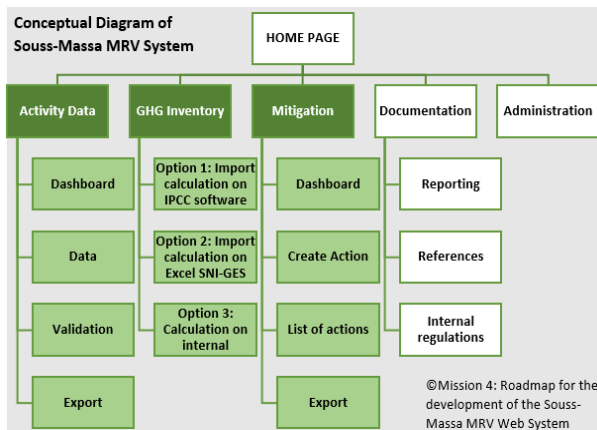 Conceptual Diagram of
Souss-Massa MRV System
HOME PAGE
Activity Data
GHG Inventory
Mitigation
Documentation
Administration
Dashboard
Data
Validation
Export
Option 1: Import
calculation on
IPCC software
Option 2: Import
calculation on
Excel SNI-GES
Option 3:
Calculation on
internal
Dashboard
Create Action
List of actions
Export
Reporting
References
Internal
regulations
©Mission 4: Roadmap for the
development of the Souss-
Massa MRV Web System